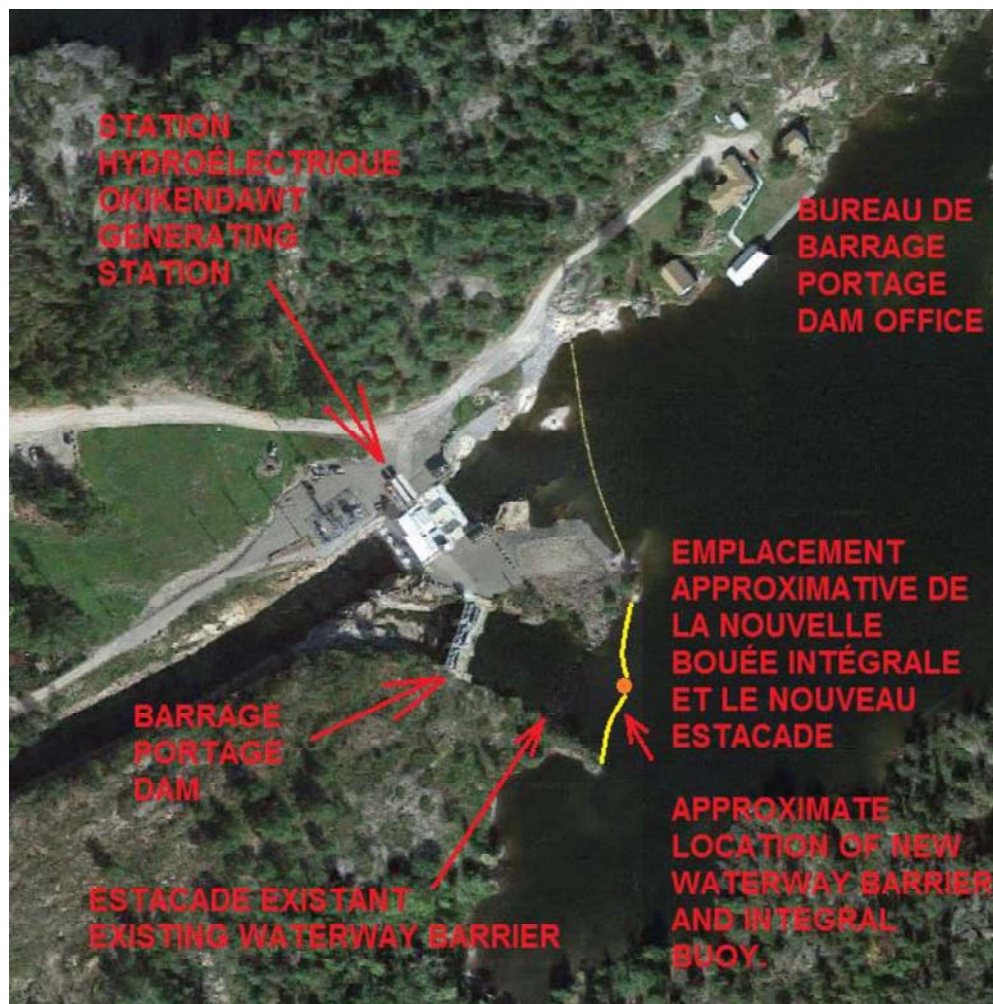 STATION
HYDROÉLECTRIQUE
OKIKENDAWT
GENERATING
STATION
BUREAU DE
BARRAGE
PORTAGE
DAM OFFICE
EMPLACEMENT
APPROXIMATIVE DE
LA NOUVELLE
BOUÉE INTÉGRALE
ET LE NOUVEAU
ESTACADE
BARRAGE
PORTAGE
DAM
APPROXIMATE
LOCATION OF NEW
WATERWAY BARRIER
AND INTEGRAL
BUOY.
ESTACADE EXISTANT
EXISTING WATERWAY BARRIER